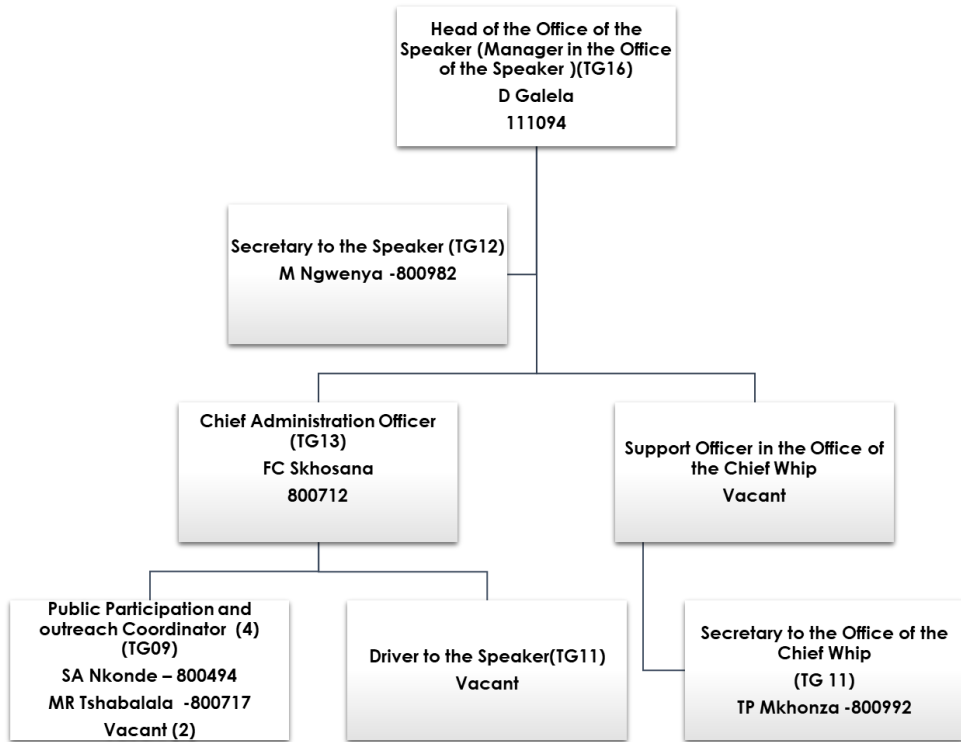 Head of the Office of the
Speaker (Manager in the Office
of the Speaker )(TG16)
D Galela
111094
Secretary to the Speaker (TG12)
M Ngwenya -800982
Chief Administration Officer
(TG13)
FC Skhosana
800712
Support Officer in the Office of
the Chief Whip
Vacant
Public Participation and
outreach Coordinator (4)
(TG09)
SA Nkonde – 800494
MR Tshabalala -800717
Vacant (2)
Driver to the Speaker(TG11)
Vacant
Secretary to the Office of the
Chief Whip
(TG 11)
TP Mkhonza -800992